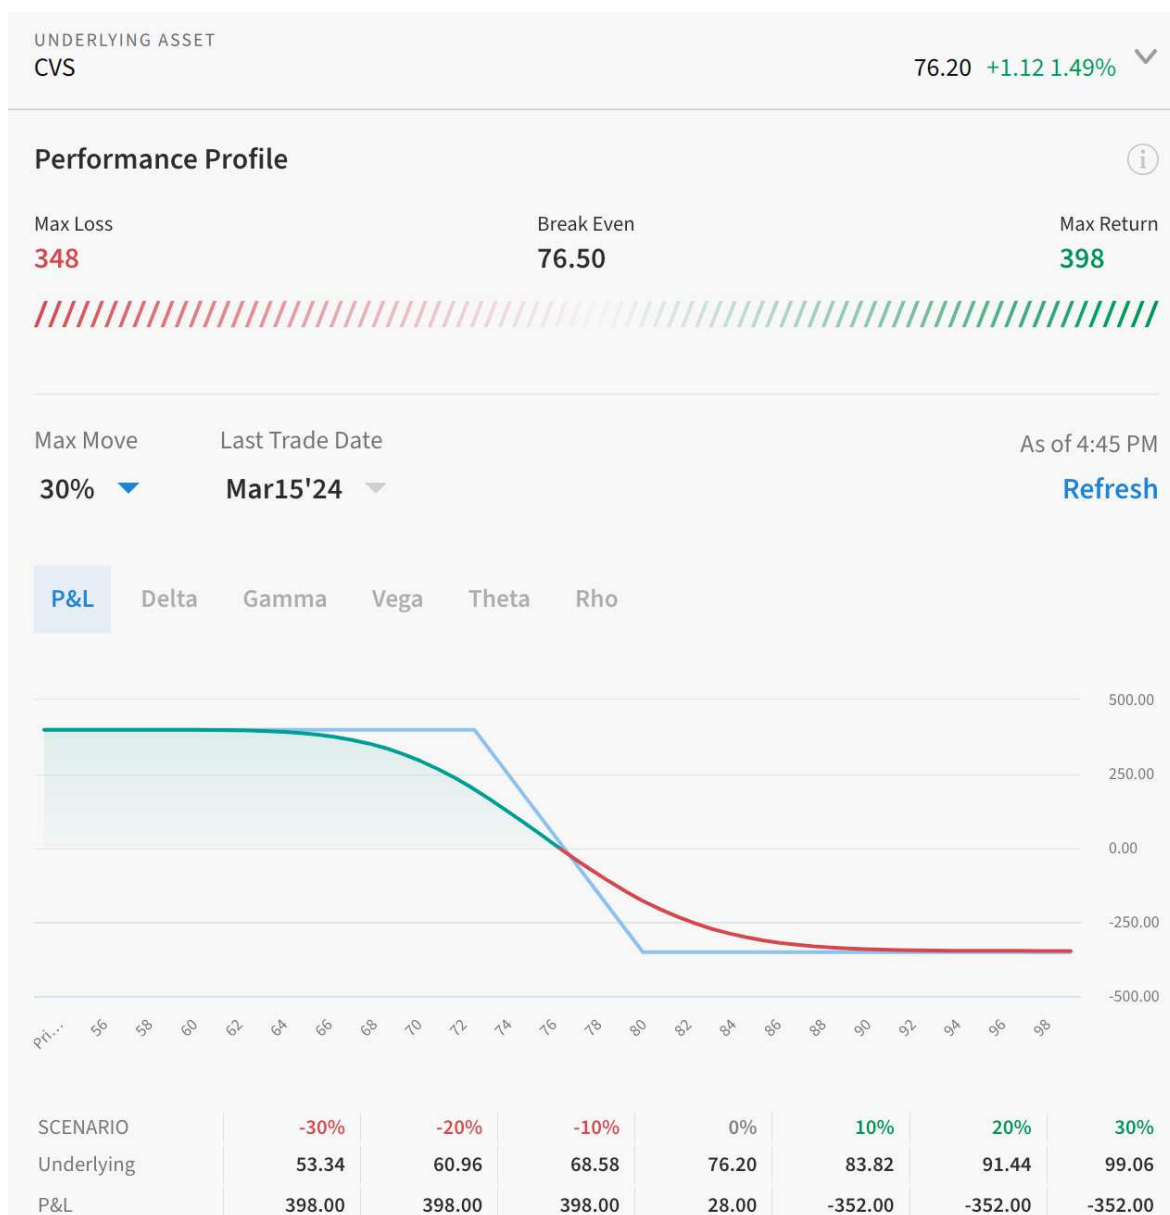 UNDERLYING ASSET
CVS
76.20 +1.12 1.49%
Performance Profile
Max Loss Break Even Max Return
348 76.50 398
Max Move Last Trade Date As of 4:45 PM
30% Mar15'24 Refresh
P&L Delta Gamma Vega Theta Rho
500.00
250.00
0.00
-250.00
-500.00
Pri... 56 58 60 62 64 66 68 70 72 74 76 78 80 82 84 86 88 90 92 94 96 98
SCENARIO -30% -20% -10% 0% 10% 20% 30%
Underlying 53.34 60.96 68.58 76.20 83.82 91.44 99.06
P&L 398.00 398.00 398.00 28.00 -352.00 -352.00 -352.00